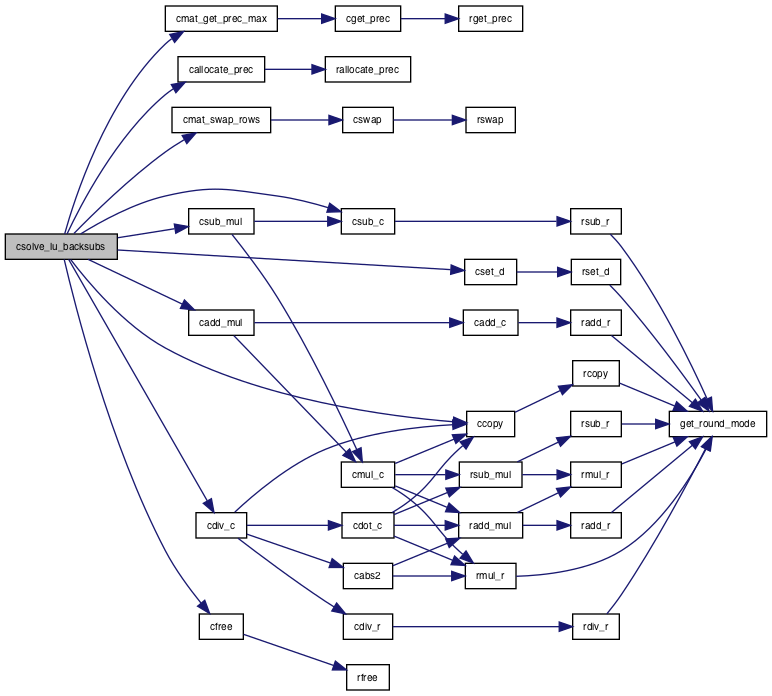 cmat_get_prec_max
cget_prec
rget_prec
callocate_prec
rallocate_prec
cmat_swap_rows
cswap
rswap
csub_mul
csub_c
rsub_r
csolve_lu_backsubs
cset_d
rset_d
cadd_mul
cadd_c
radd_r
rcopy
ccopy
rsub_r
get_round_mode
cmul_c
rsub_mul
rmul_r
cdiv_c
cdot_c
radd_mul
radd_r
cabs2
rmul_r
cfree
cdiv_r
rdiv_r
rfree